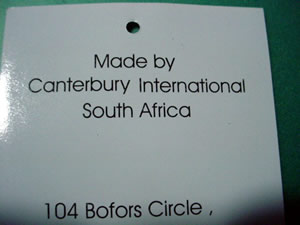 Made by
Canterbury International
South Africa
104 Bofors Circle ,